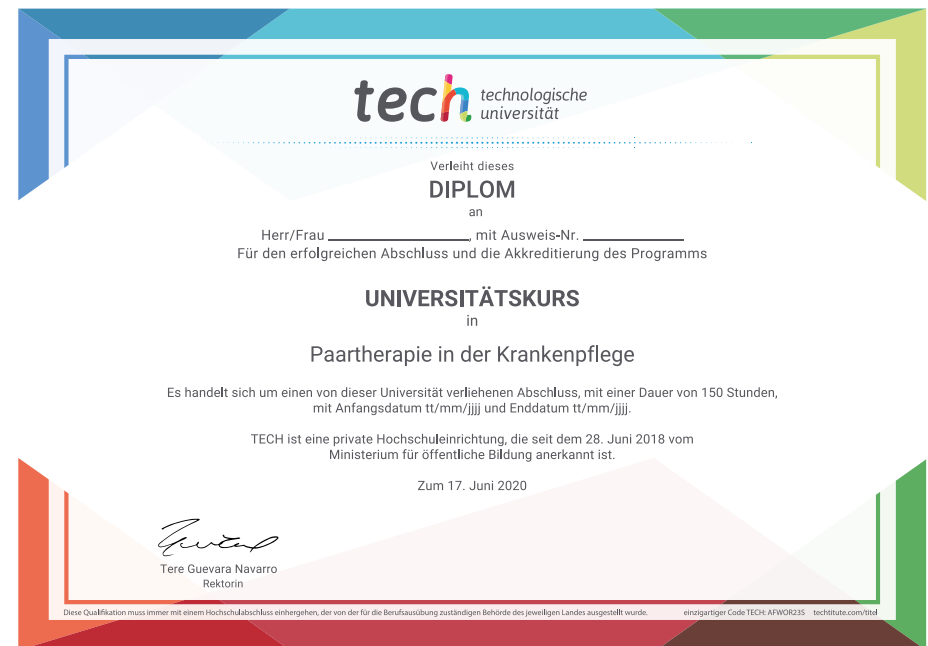 tech technologische
universität
Verleiht dieses
DIPLOM
an
Herr/Frau ____________, mit Ausweis-Nr. ____________
Für den erfolgreichen Abschluss und die Akkreditierung des Programms
UNIVERSITÄTSKURS
in
Paartherapie in der Krankenpflege
Es handelt sich um einen von dieser Universität verliehenen Abschluss, mit einer Dauer von 150 Stunden,
mit Anfangsdatum tt/mm/jjjj und Enddatum tt/mm/jjjj.
TECH ist eine private Hochschuleinrichtung, die seit dem 28. Juni 2018 vom
Ministerium für öffentliche Bildung anerkannt ist.
Zum 17. Juni 2020
Tere Guevara Navarro
Rektorin
Diese Qualifikation muss immer mit einem Hochschulabschluss einhergehen, der von der für die Berufsausübung zuständigen Behörde des jeweiligen Landes ausgestellt wurde. einzigartiger Code TECH: AFWOR23S techtitute.com/titel